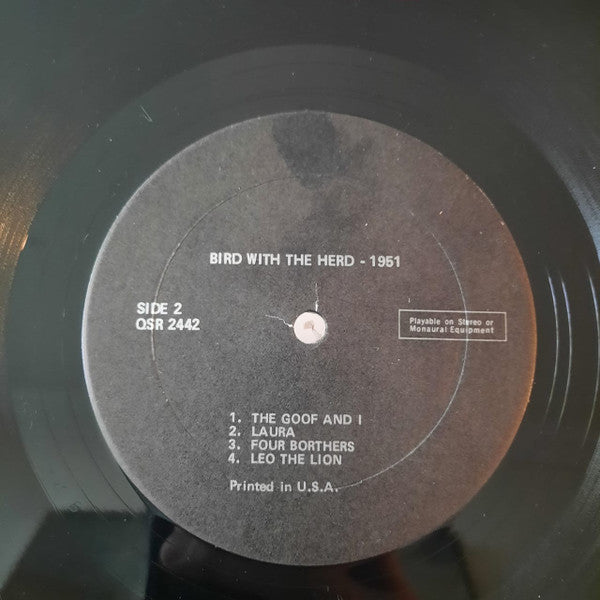 BIRD WITH THE HERD - 1951
SIDE 2
OSR 2442
Playable on Stereo or
Monaural Equipment
1. THE GOOF AND I
2. LAURA
3. FOUR BORTHERS
4. LEO THE LION
Printed in U.S.A.